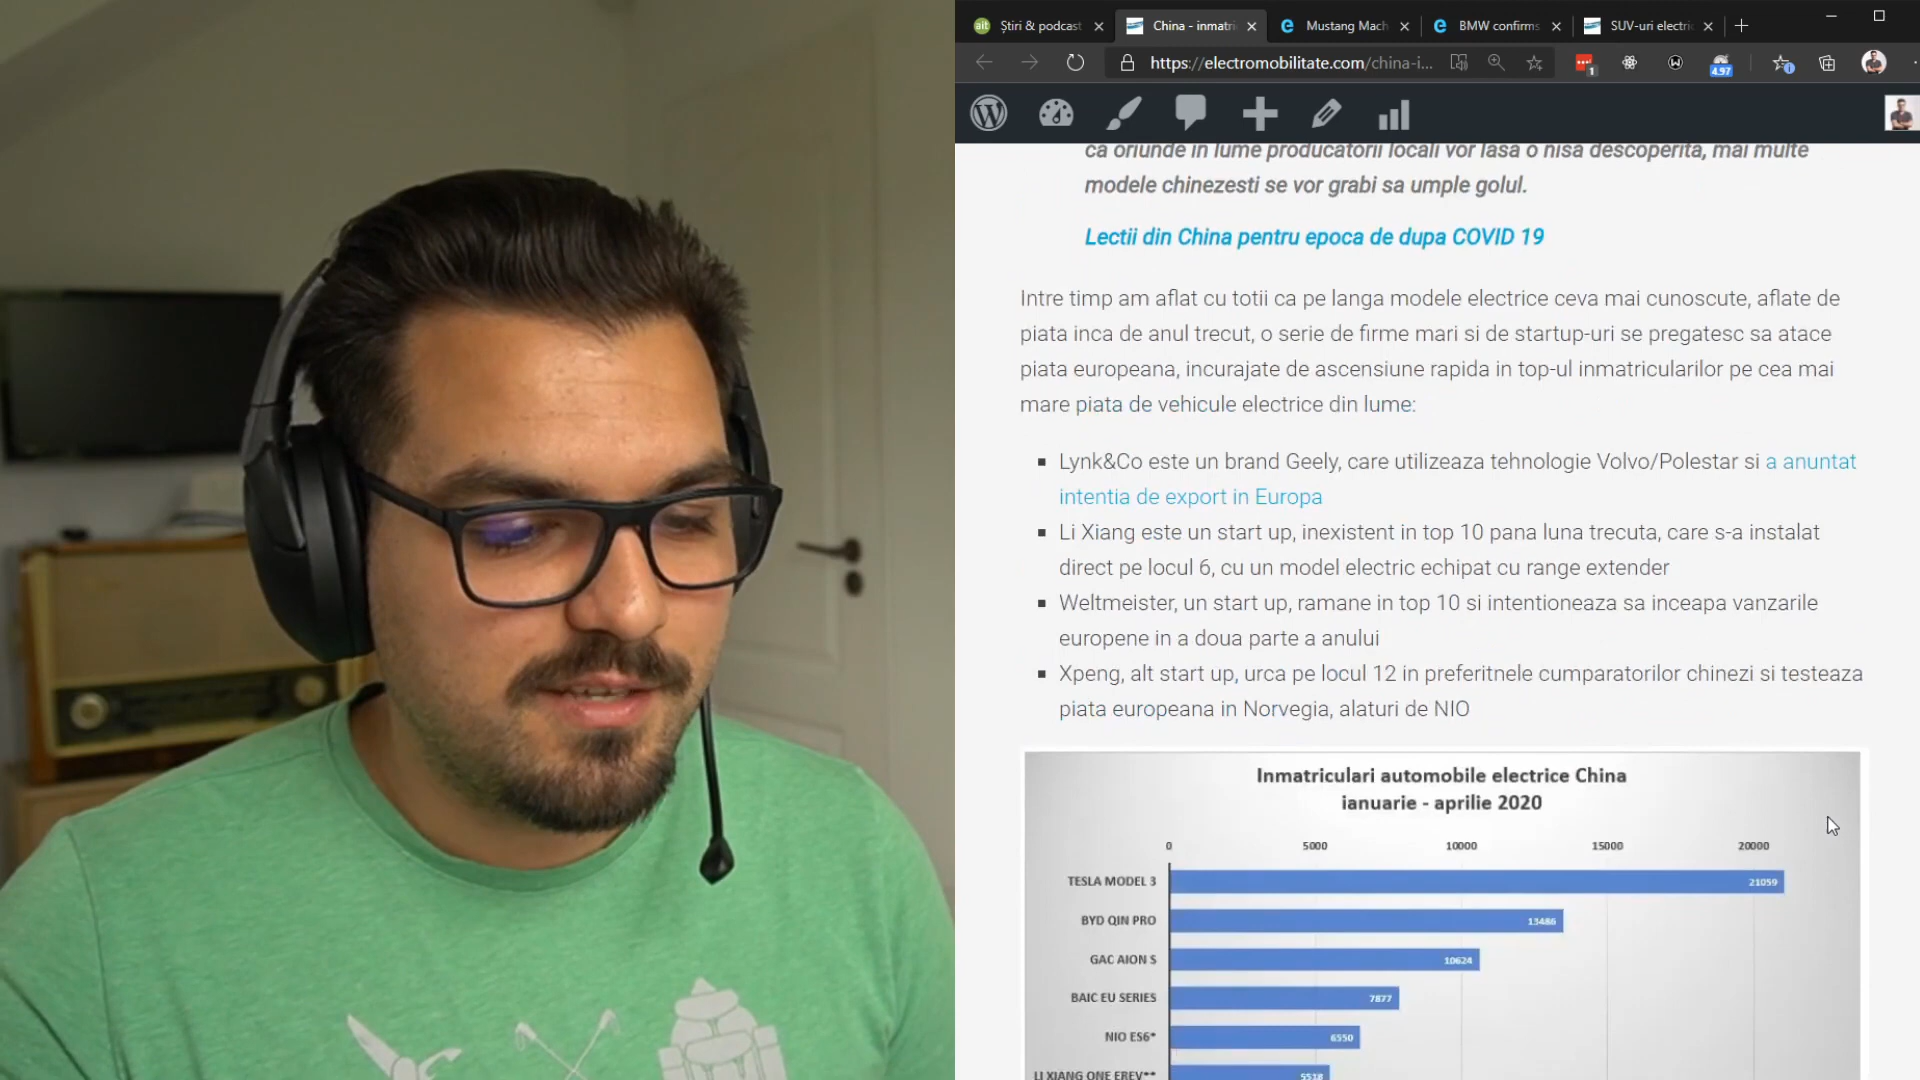 Știri & podcast
China - inmatri
Mustang Mach
BMW confirms
SUV-uri electri
https://electromobilitate.com/china-i...
1
4.97
ca oriunde in lume producatorii locali vor lasa o nisa descoperita, mai multe
modele chinezesti se vor grabi sa umple golul.
Lectii din China pentru epoca de dupa COVID 19
Intre timp am aflat cu totii ca pe langa modele electrice ceva mai cunoscute, aflate de
piata inca de anul trecut, o serie de firme mari si de startup-uri se pregatesc sa atace
piata europeana, incurajate de ascensiune rapida in top-ul inmatricularilor pe cea mai
mare piata de vehicule electrice din lume:
Lynk&Co este un brand Geely, care utilizeaza tehnologie Volvo/Polestar si a anuntat
intentia de export in Europa
Li Xiang este un start up, inexistent in top 10 pana luna trecuta, care s-a instalat
direct pe locul 6, cu un model electric echipat cu range extender
Weltmeister, un start up, ramane in top 10 si intentioneaza sa inceapa vanzarile
europene in a doua parte a anului
Xpeng, alt start up, urca pe locul 12 in preferitnele cumparatorilor chinezi si testeaza
piata europeana in Norvegia, alaturi de NIO
Inmatriculari automobile electrice China
ianuarie - aprilie 2020
0 5000 10000 15000 20000
TESLA MODEL 3 21059
BYD QIN PRO 13486
GAC AION S 10624
BAIC EU SERIES 7877
NIO ES6* 6550
LI XIANG ONE EREV** 5518